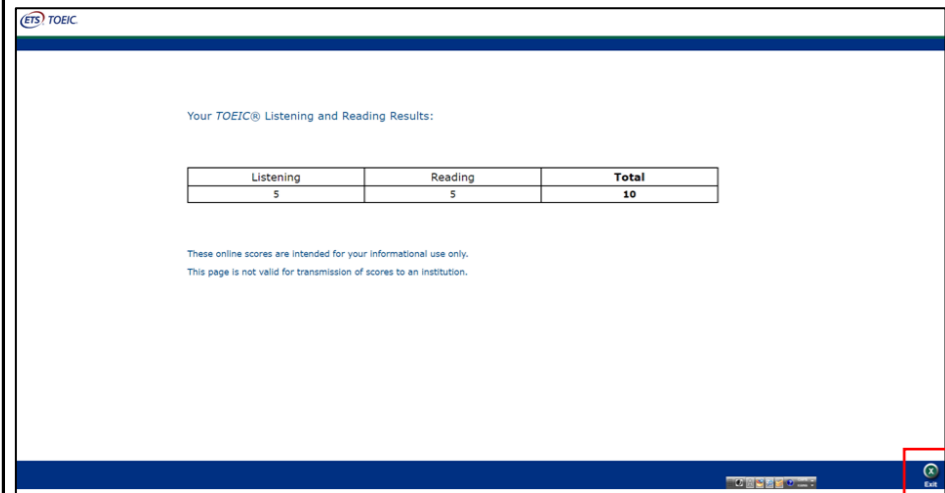 ETS TOEIC.
Your TOEIC® Listening and Reading Results:
Listening Reading Total
5 5 10
These online scores are intended for your informational use only.
This page is not valid for transmission of scores to an institution.
X
Exit